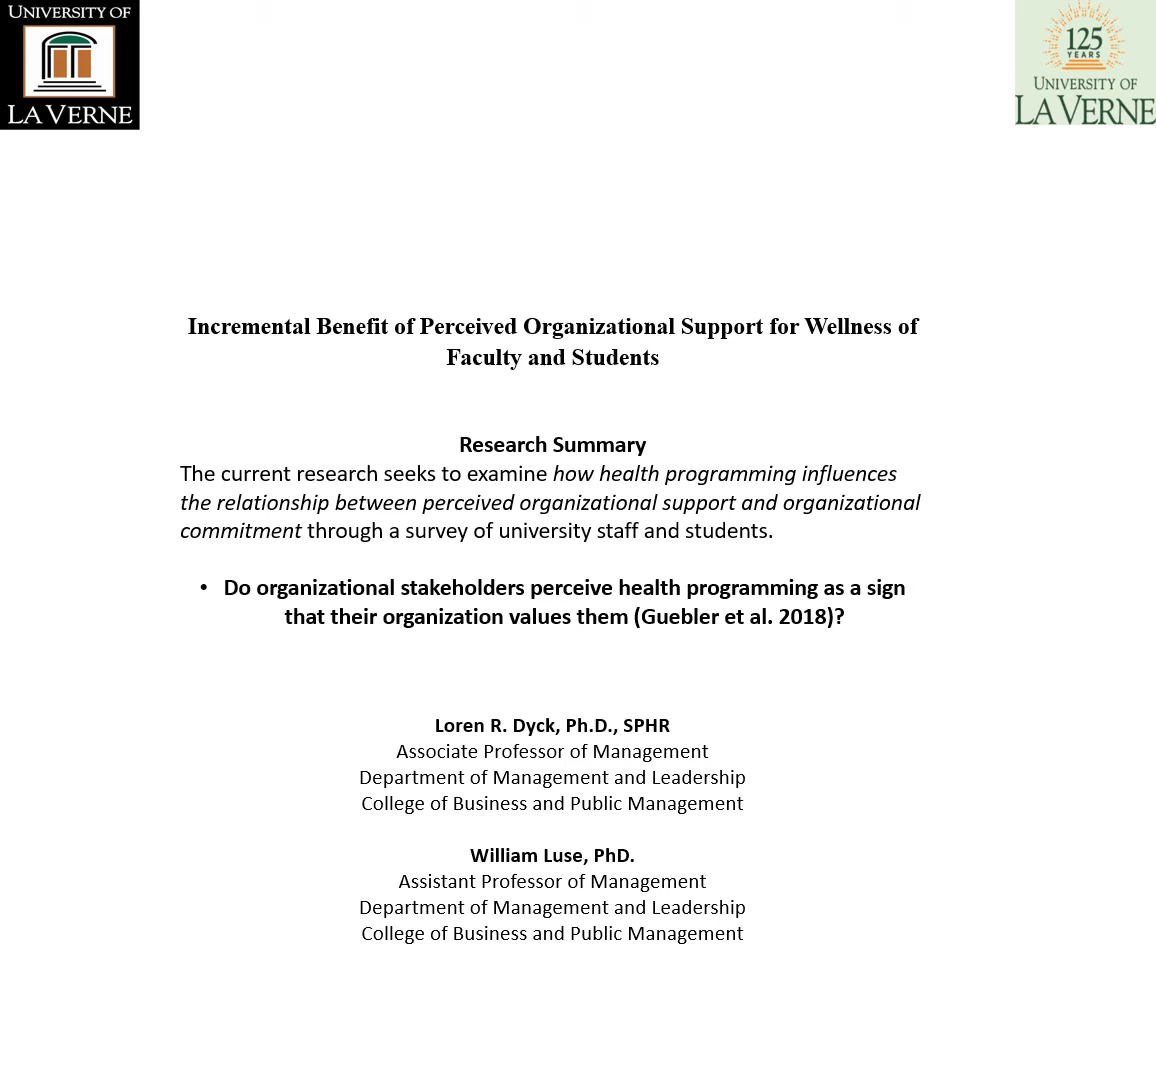 UNIVERSITY OF
LA VERNE
125
YEARS
UNIVERSITY OF
LA VERNE
Incremental Benefit of Perceived Organizational Support for Wellness of
Faculty and Students
Research Summary
The current research seeks to examine how health programming influences
the relationship between perceived organizational support and organizational
commitment through a survey of university staff and students.
• Do organizational stakeholders perceive health programming as a sign
that their organization values them (Guebler et al. 2018)?
Loren R. Dyck, Ph.D., SPHR
Associate Professor of Management
Department of Management and Leadership
College of Business and Public Management
William Luse, PhD.
Assistant Professor of Management
Department of Management and Leadership
College of Business and Public Management